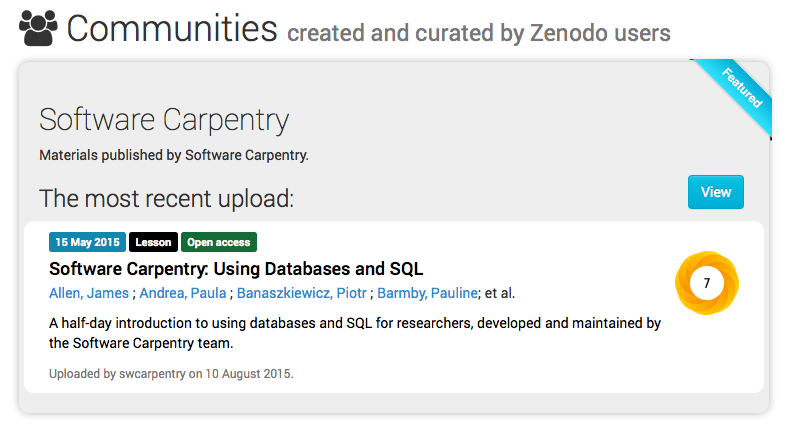 Communities created and curated by Zenodo users
Featured
Software Carpentry
Materials published by Software Carpentry.
The most recent upload:
View
15 May 2015 Lesson Open access
Software Carpentry: Using Databases and SQL
Allen, James ; Andrea, Paula ; Banaszkiewicz, Piotr ; Barmby, Pauline; et al.
7
A half-day introduction to using databases and SQL for researchers, developed and maintained by
the Software Carpentry team.
Uploaded by swcarpentry on 10 August 2015.